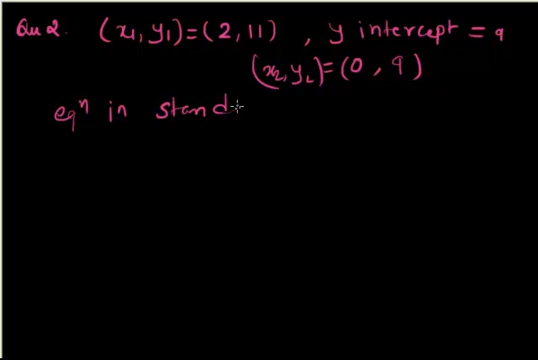 Qu 2. (x₁, y₁) = (2, 11), y intercept = 9
(x₂, y₂) = (0, 9)
eqⁿ in stand